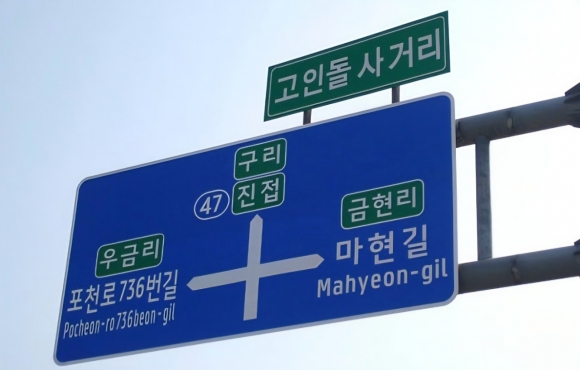 고인돌 사거리
구리
47
진접
금현리
마현길
Mahyeon-gil
우금리
포천로736번길
Pocheon-ro736beon-gil